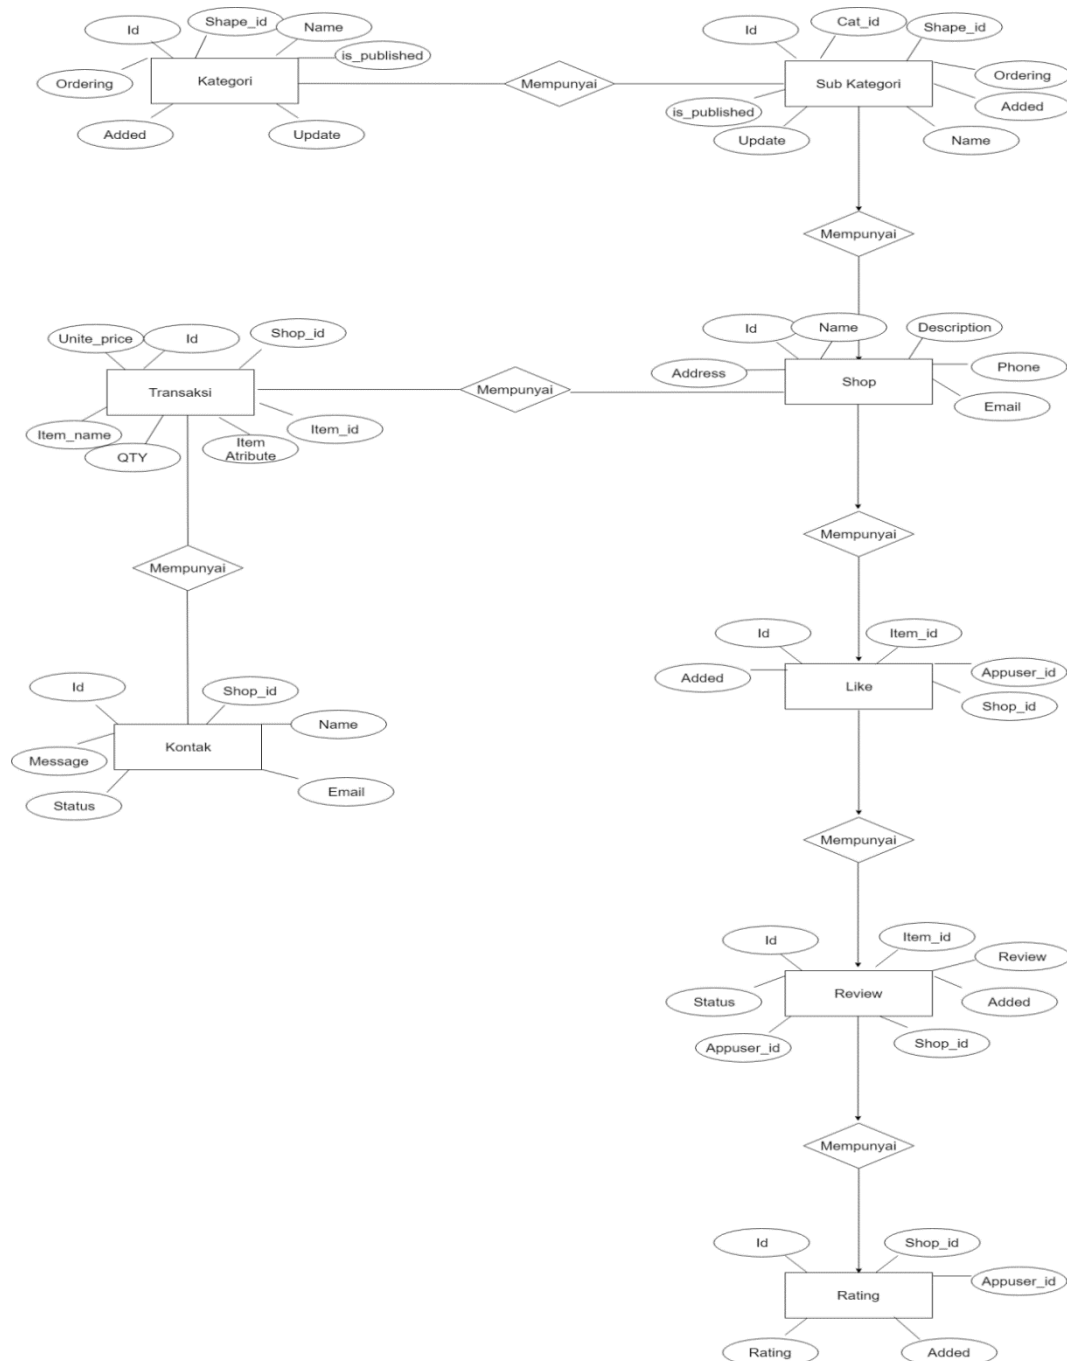 Id
Shape_id
Name
is_published
Ordering
Kategori
Added
Update
Mempunyai
Id
Cat_id
Shape_id
Ordering
Sub Kategori
is_published
Added
Update
Name
Mempunyai
Unite_price
Id
Shop_id
Transaksi
Item_name
QTY
Item
Atribute
Item_id
Mempunyai
Id
Name
Description
Address
Shop
Phone
Email
Mempunyai
Mempunyai
Id
Shop_id
Name
Kontak
Message
Status
Email
Id
Item_id
Added
Like
Appuser_id
Shop_id
Mempunyai
Id
Item_id
Review
Status
Review
Added
Appuser_id
Shop_id
Mempunyai
Id
Shop_id
Appuser_id
Rating
Rating
Added